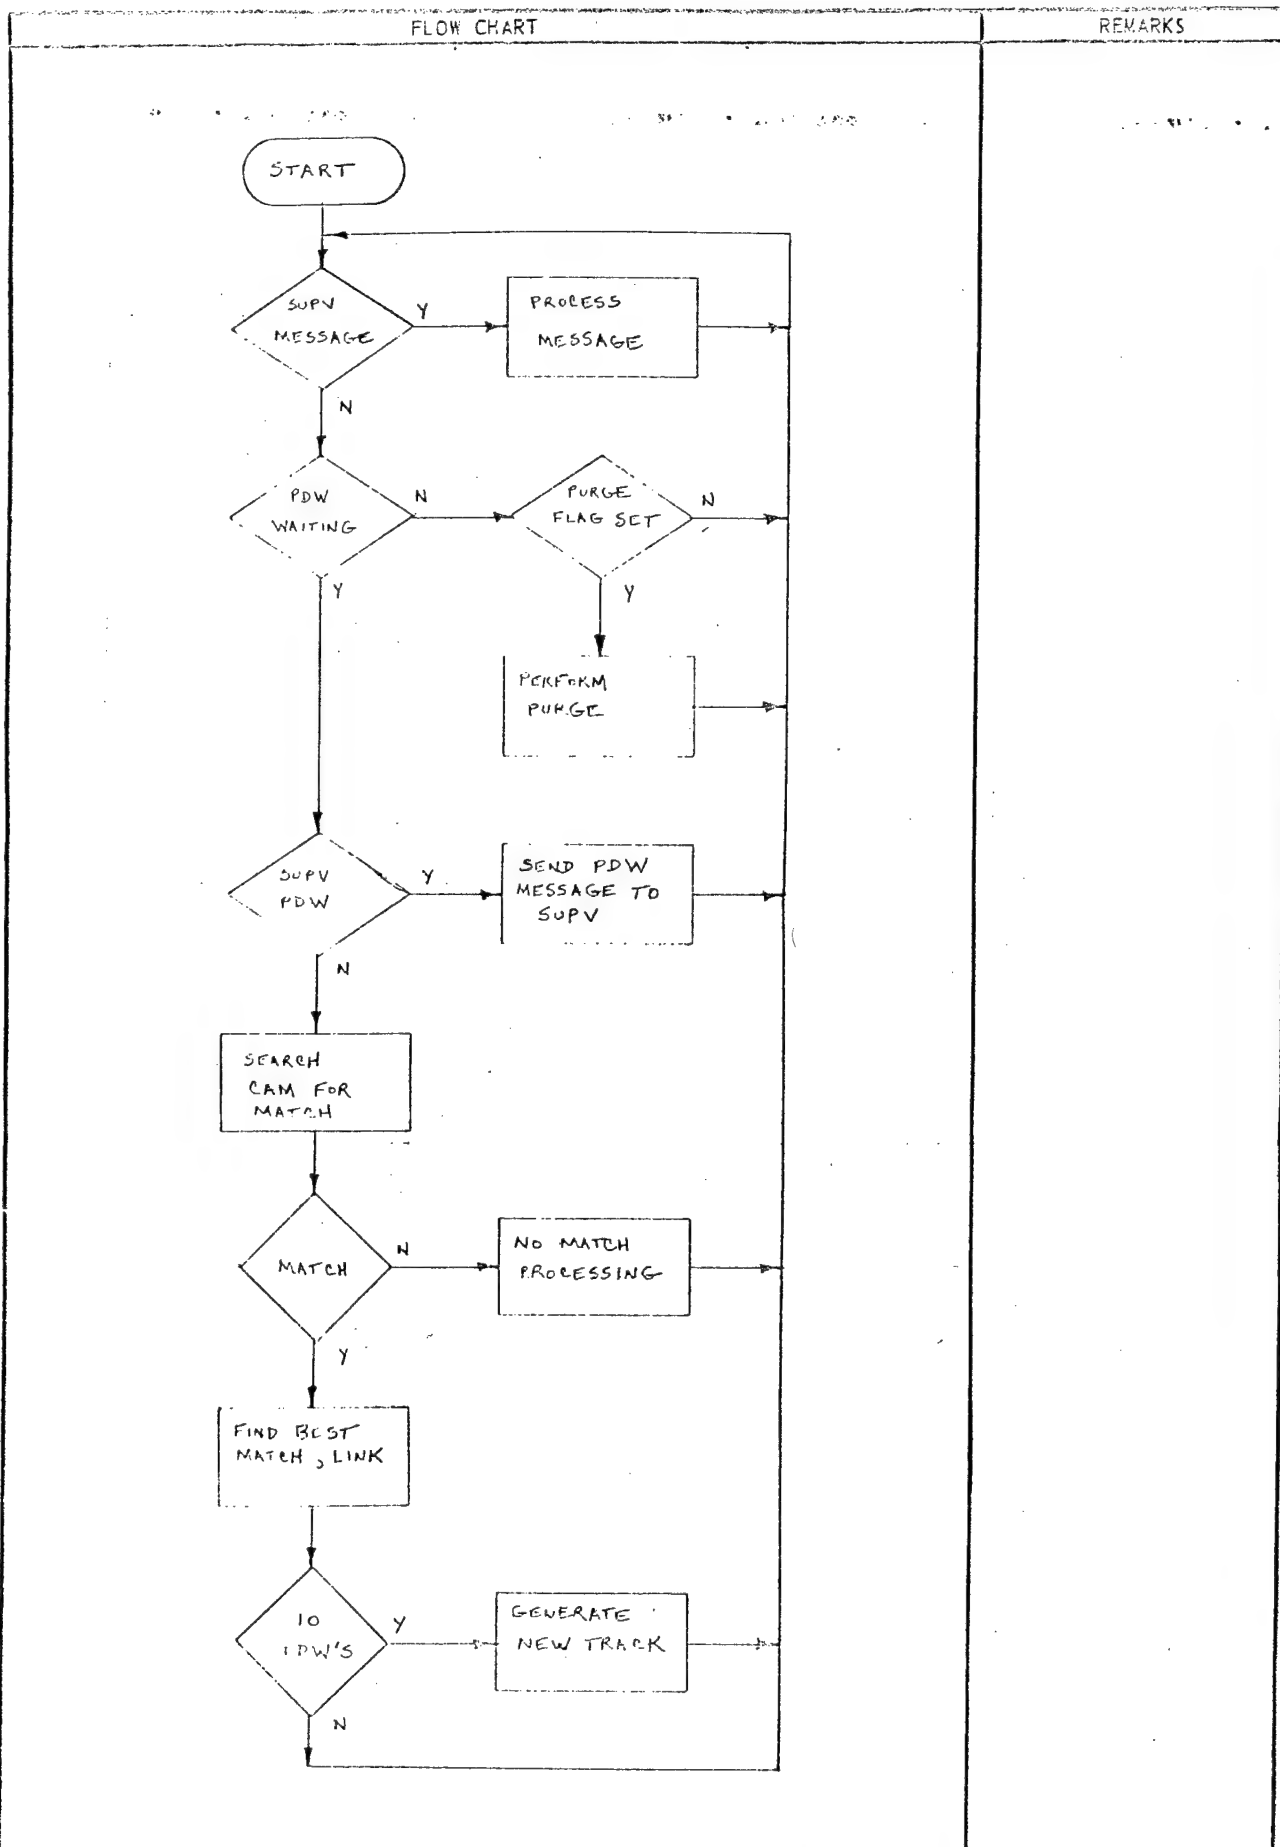 FLOW CHART
REMARKS
START
SUPV
MESSAGE
Y
PROCESS
MESSAGE
N
PDW
WAITING
N
PURGE
FLAG SET
N
Y
Y
PERFORM
PURGE
SUPV
PDW
Y
SEND PDW
MESSAGE TO
SUPV
N
SEARCH
CAM FOR
MATCH
MATCH
N
NO MATCH
PROCESSING
Y
FIND BEST
MATCH, LINK
10
PDW'S
Y
GENERATE
NEW TRACK
N